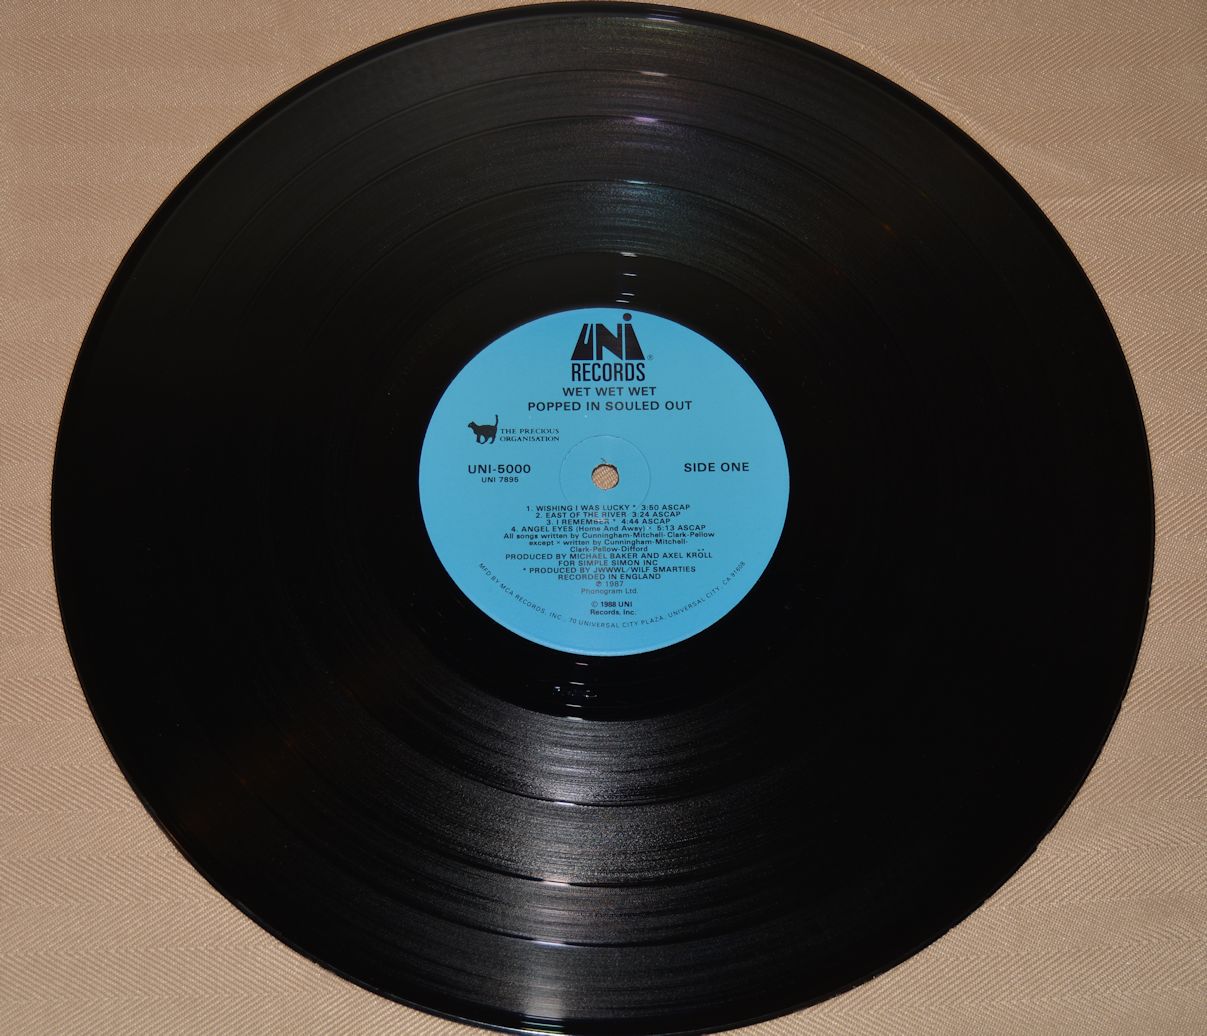 UNI
®
RECORDS
WET WET WET
POPPED IN SOULED OUT
THE PRECIOUS
ORGANISATION
UNI-5000
UNI 7895
SIDE ONE
1. WISHING I WAS LUCKY * 3:50 ASCAP
2. EAST OF THE RIVER 3:24 ASCAP
3. I REMEMBER * 4:44 ASCAP
4. ANGEL EYES (Home And Away) × 5:13 ASCAP
All songs written by Cunningham-Mitchell-Clark-Pellow
except × written by Cunningham-Mitchell-
Clark-Pellow-Difford
PRODUCED BY MICHAEL BAKER AND AXEL KRÖLL
FOR SIMPLE SIMON INC
* PRODUCED BY JWWWL/WILF SMARTIES
RECORDED IN ENGLAND
℗ 1987
Phonogram Ltd.
© 1988 UNI
Records, Inc.
MFD BY MCA RECORDS, INC., 70 UNIVERSAL CITY PLAZA, UNIVERSAL CITY, CA 91608